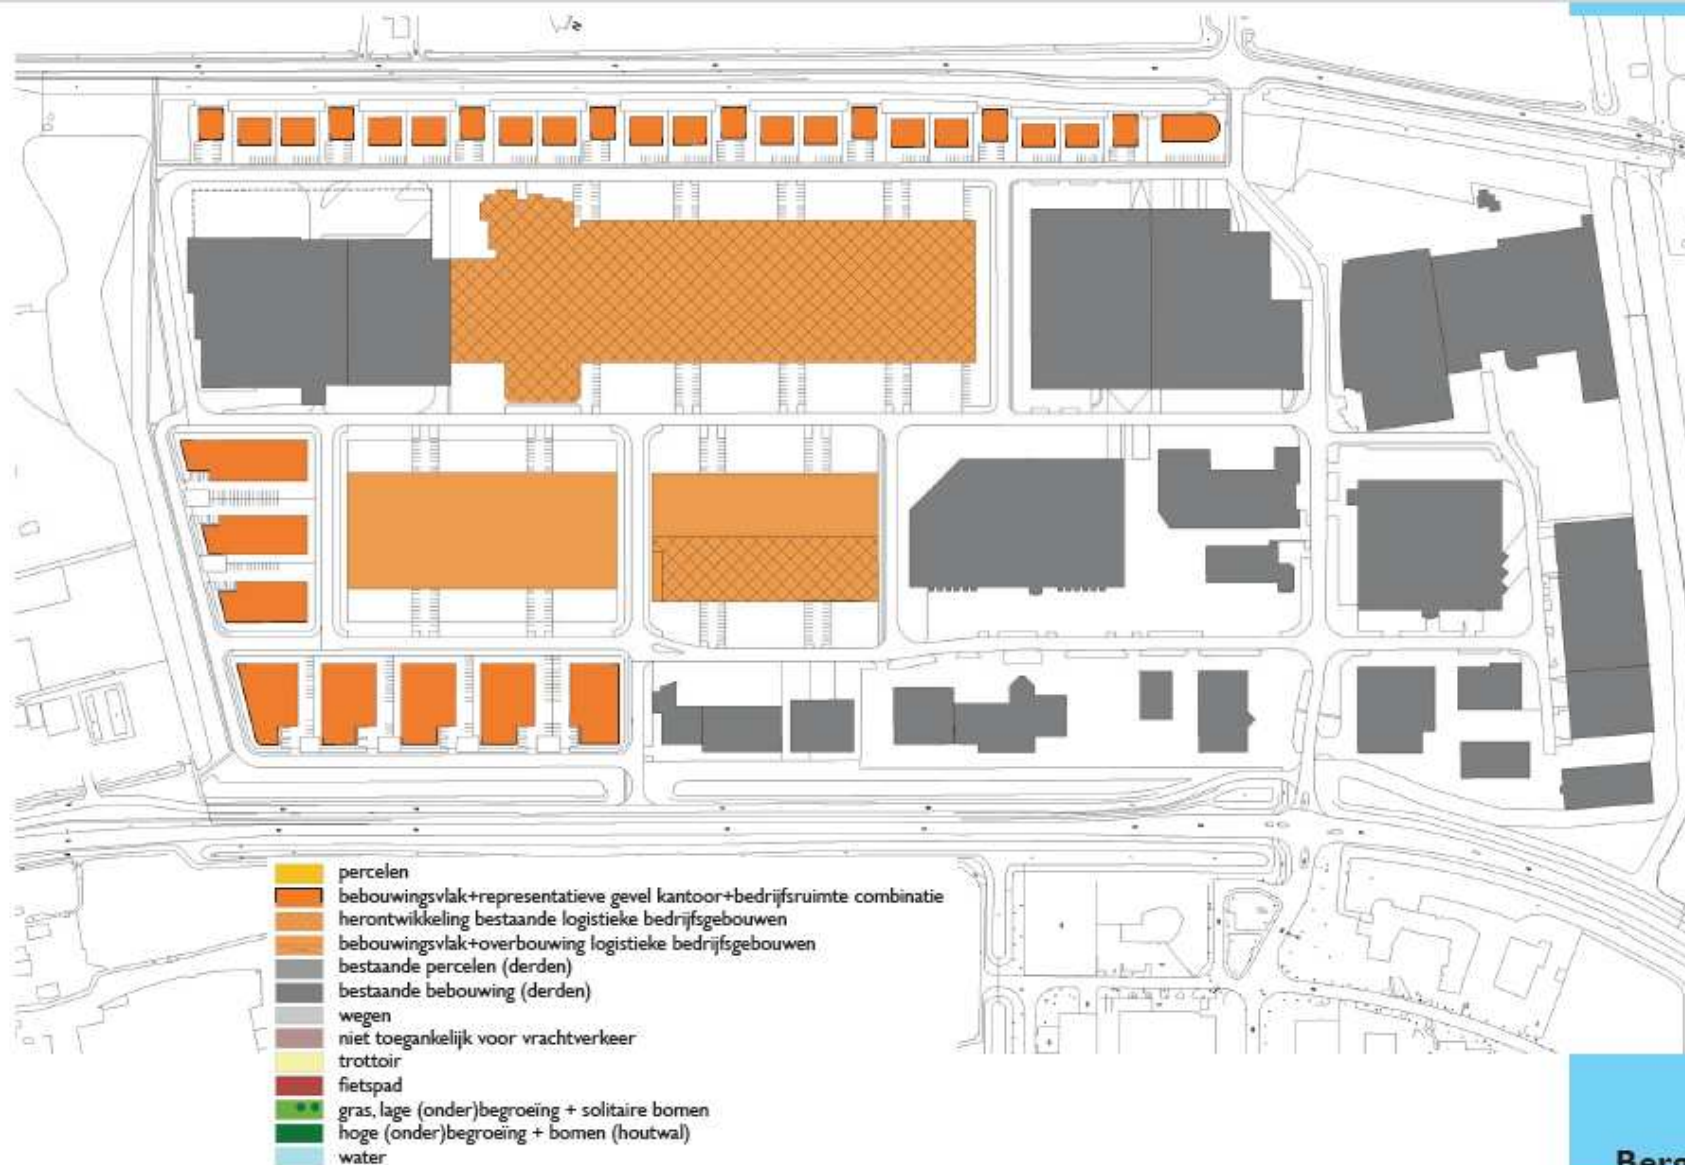 percelen
bebouwingsvlak+representatieve gevel kantoor+bedrijfsruimte combinatie
herontwikkeling bestaande logistieke bedrijfsgebouwen
bebouwingsvlak+overbouwing logistieke bedrijfsgebouwen
bestaande percelen (derden)
bestaande bebouwing (derden)
wegen
niet toegankelijk voor vrachtverkeer
trottoir
fietspad
gras, lage (onder)begroeïng + solitaire bomen
hoge (onder)begroeïng + bomen (houtwal)
water